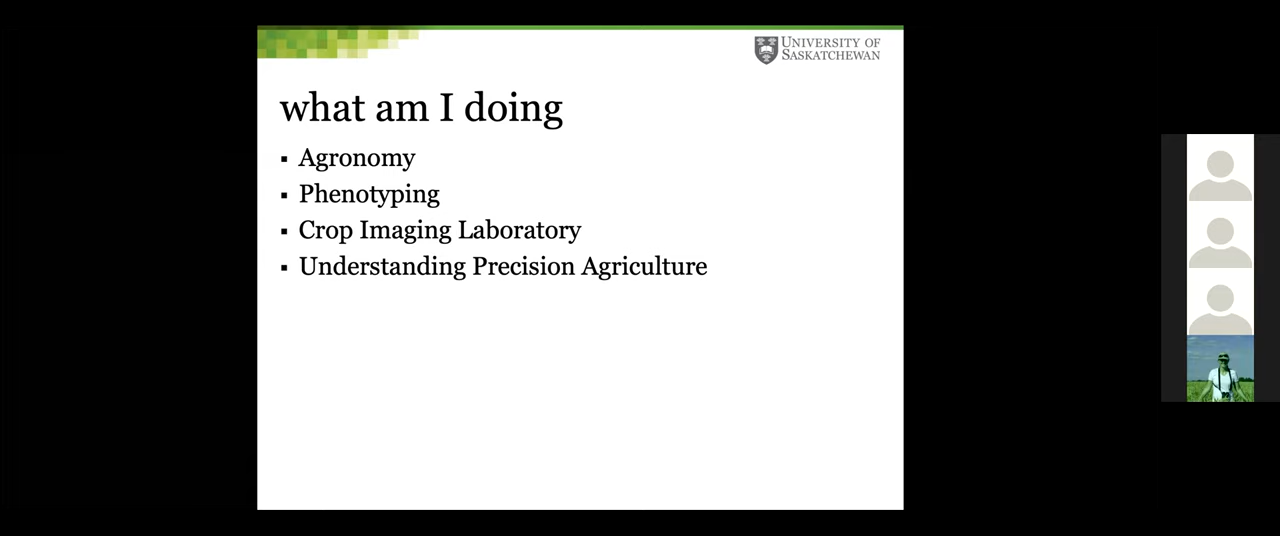 UNIVERSITY OF
SASKATCHEWAN
what am I doing
▪ Agronomy
▪ Phenotyping
▪ Crop Imaging Laboratory
▪ Understanding Precision Agriculture